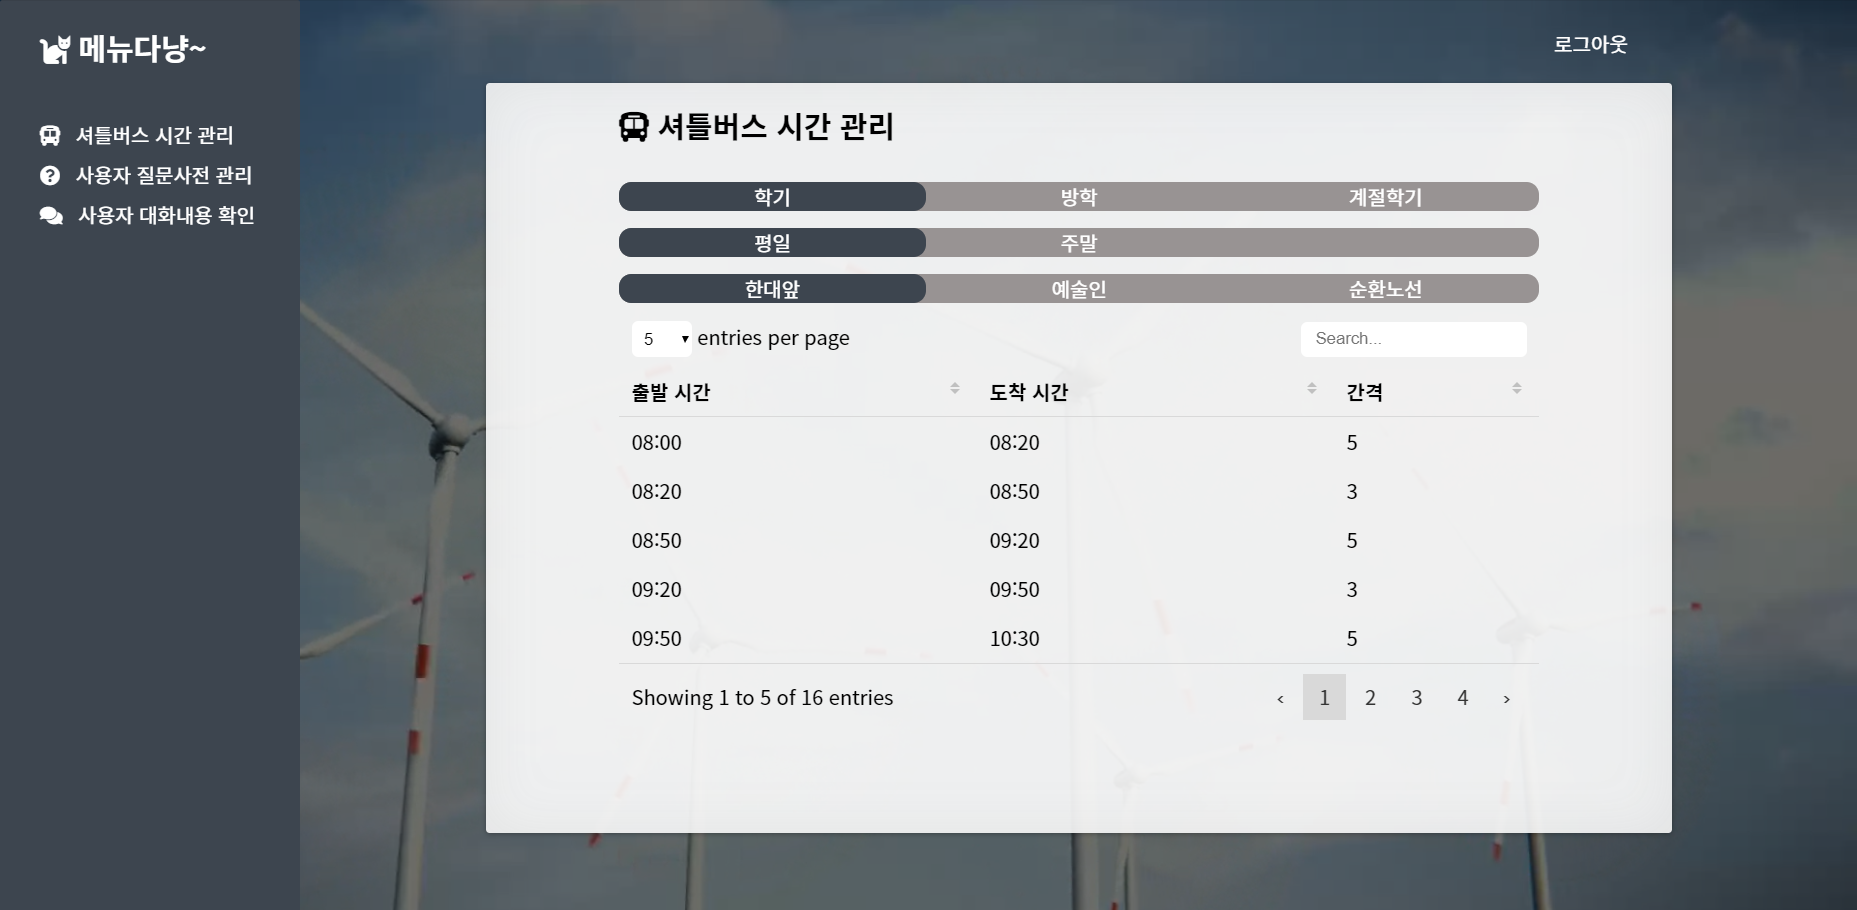 메뉴다냥~
로그아웃
셔틀버스 시간 관리
사용자 질문사전 관리
사용자 대화내용 확인
셔틀버스 시간 관리
학기 방학 계절학기
평일 주말
한대앞 예술인 순환노선
5 entries per page Search...
출발 시간 도착 시간 간격
08:00 08:20 5
08:20 08:50 3
08:50 09:20 5
09:20 09:50 3
09:50 10:30 5
Showing 1 to 5 of 16 entries ‹ 1 2 3 4 ›